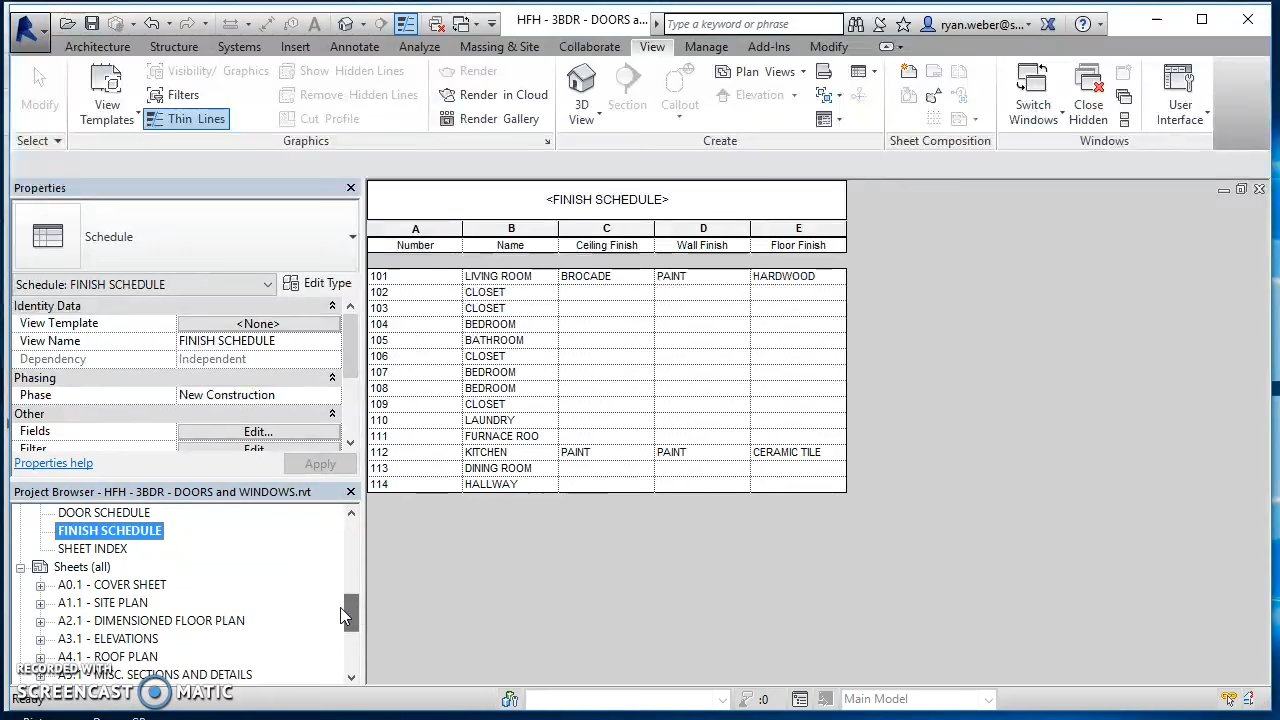 HFH - 3BDR - DOORS a...
Type a keyword or phrase
ryan.weber@s...
Architecture Structure Systems Insert Annotate Analyze Massing & Site Collaborate View Manage Add-Ins Modify
Modify
View Templates
Visibility/ Graphics
Filters
Thin Lines
Show Hidden Lines
Remove Hidden Lines
Cut Profile
Render
Render in Cloud
Render Gallery
3D View
Section
Callout
Plan Views
Elevation
Switch Windows
Close Hidden
User Interface
Select Graphics Create Sheet Composition Windows
Properties
Schedule
Schedule: FINISH SCHEDULE
Edit Type
Identity Data
View Template <None>
View Name FINISH SCHEDULE
Dependency Independent
Phasing
Phase New Construction
Other
Fields Edit...
Filter Edit
Properties help
Apply
<FINISH SCHEDULE>
A B C D E
Number Name Ceiling Finish Wall Finish Floor Finish
101 LIVING ROOM BROCADE PAINT HARDWOOD
102 CLOSET
103 CLOSET
104 BEDROOM
105 BATHROOM
106 CLOSET
107 BEDROOM
108 BEDROOM
109 CLOSET
110 LAUNDRY
111 FURNACE ROO
112 KITCHEN PAINT PAINT CERAMIC TILE
113 DINING ROOM
114 HALLWAY
Project Browser - HFH - 3BDR - DOORS and WINDOWS.rvt
DOOR SCHEDULE
FINISH SCHEDULE
SHEET INDEX
Sheets (all)
A0.1 - COVER SHEET
A1.1 - SITE PLAN
A2.1 - DIMENSIONED FLOOR PLAN
A3.1 - ELEVATIONS
A4.1 - ROOF PLAN
MISC. SECTIONS AND DETAILS
RECORDED WITH
SCREENCAST MATIC
Ready
:0
Main Model